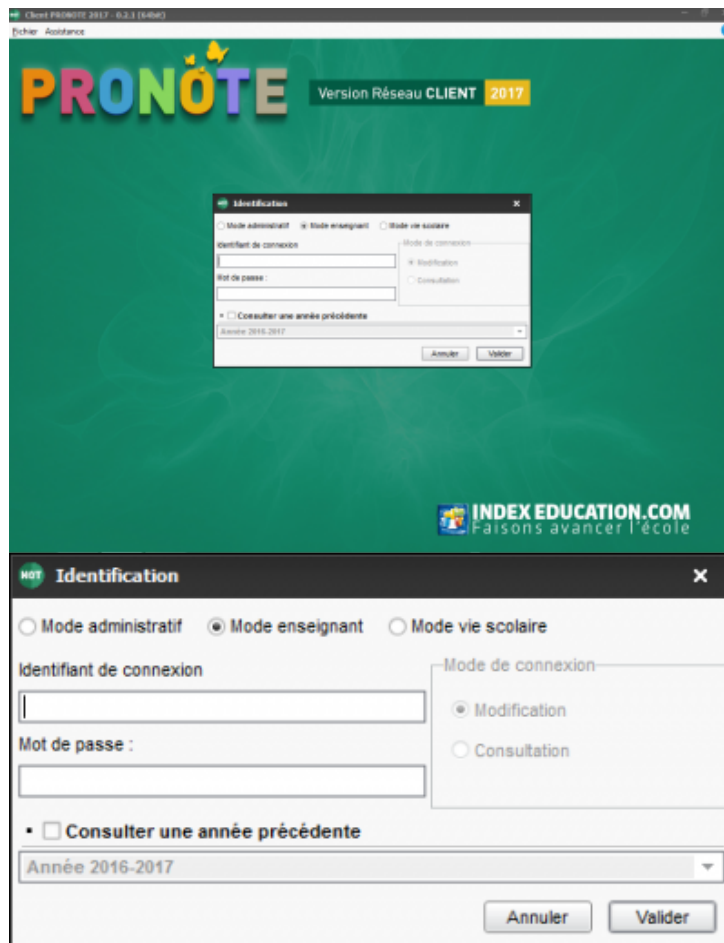 Client PRONOTE 2017 - 0.2.1 (64bit)
Fichier Assistance
PRONOTE
Version Réseau CLIENT 2017
Identification
Mode administratif Mode enseignant Mode vie scolaire
Identifiant de connexion
Mode de connexion
Modification
Mot de passe :
Consultation
Consulter une année précédente
Année 2016-2017
Annuler Valider
INDEX EDUCATION.COM
Faisons avancer l'école
NOT Identification
Mode administratif Mode enseignant Mode vie scolaire
Identifiant de connexion
Mode de connexion
Modification
Mot de passe :
Consultation
Consulter une année précédente
Année 2016-2017
Annuler Valider